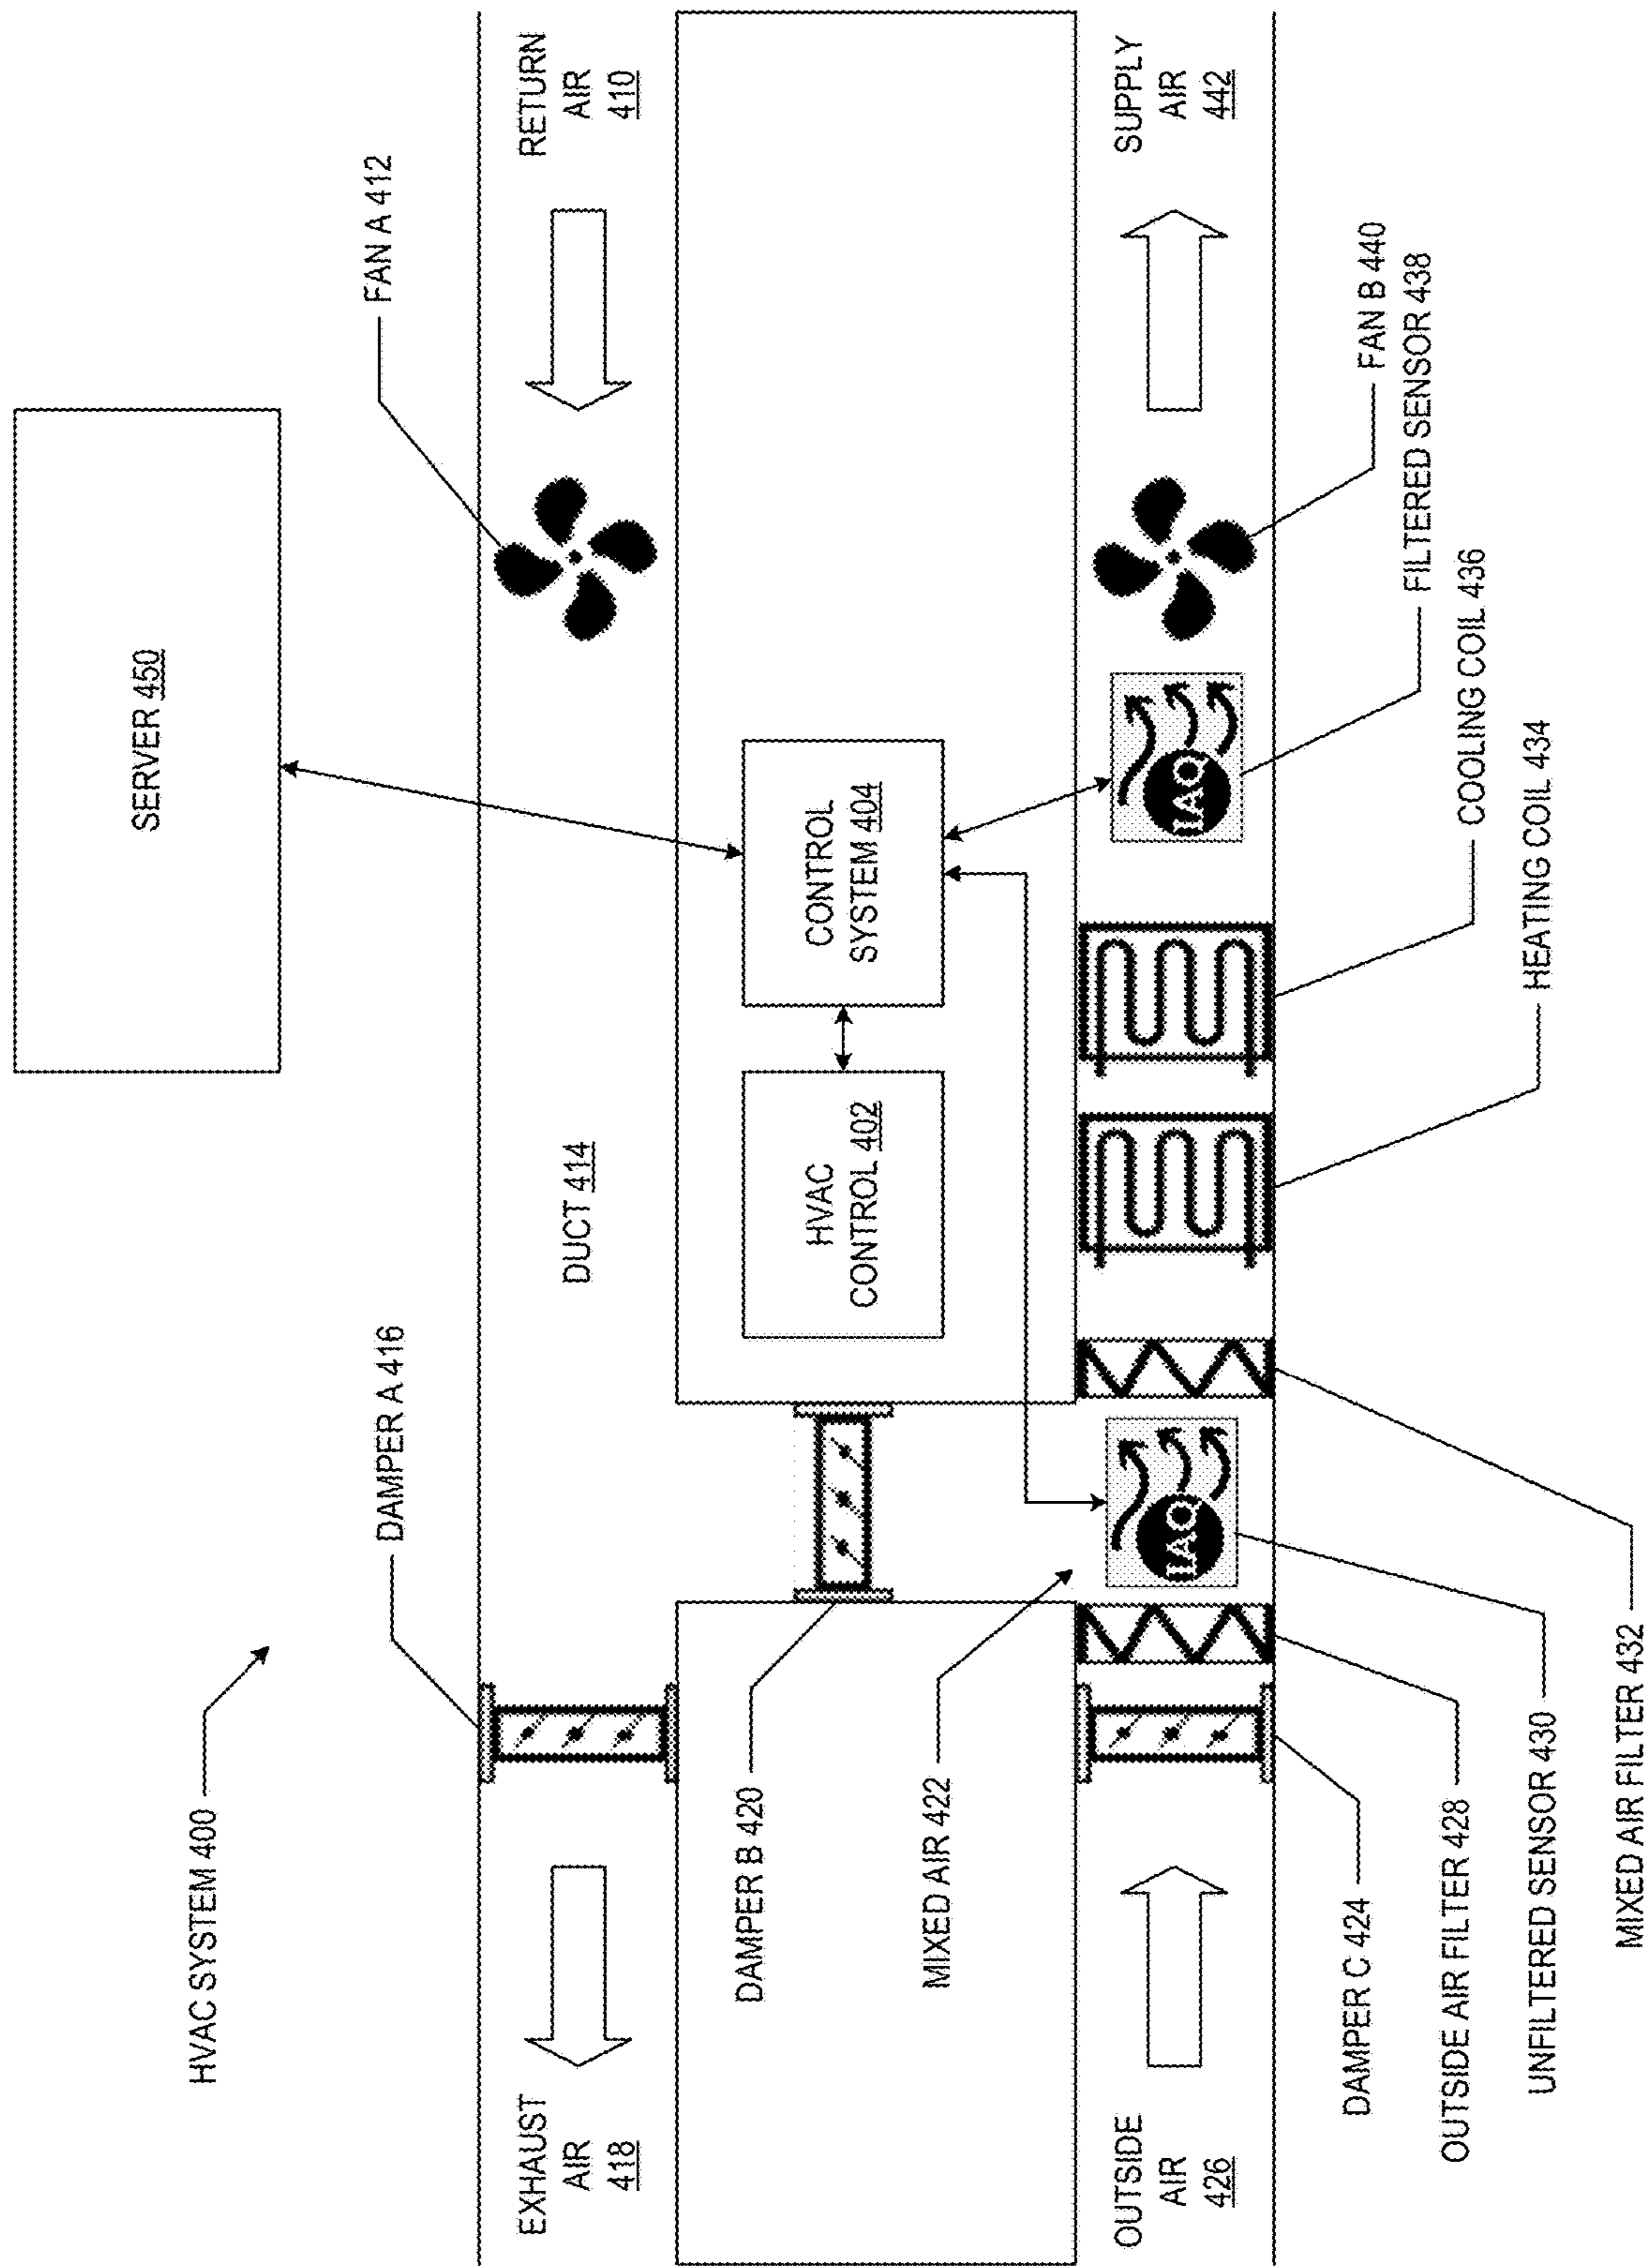 HVAC SYSTEM 400
SERVER 450
DAMPER A 416
FAN A 412
EXHAUST
AIR
418
DUCT 414
RETURN
AIR
410
DAMPER B 420
HVAC
CONTROL 402
CONTROL
SYSTEM 404
MIXED AIR 422
OUTSIDE
AIR
426
IAQ
IAQ
SUPPLY
AIR
442
DAMPER C 424
OUTSIDE AIR FILTER 428
UNFILTERED SENSOR 430
MIXED AIR FILTER 432
HEATING COIL 434
COOLING COIL 436
FILTERED SENSOR 438
FAN B 440